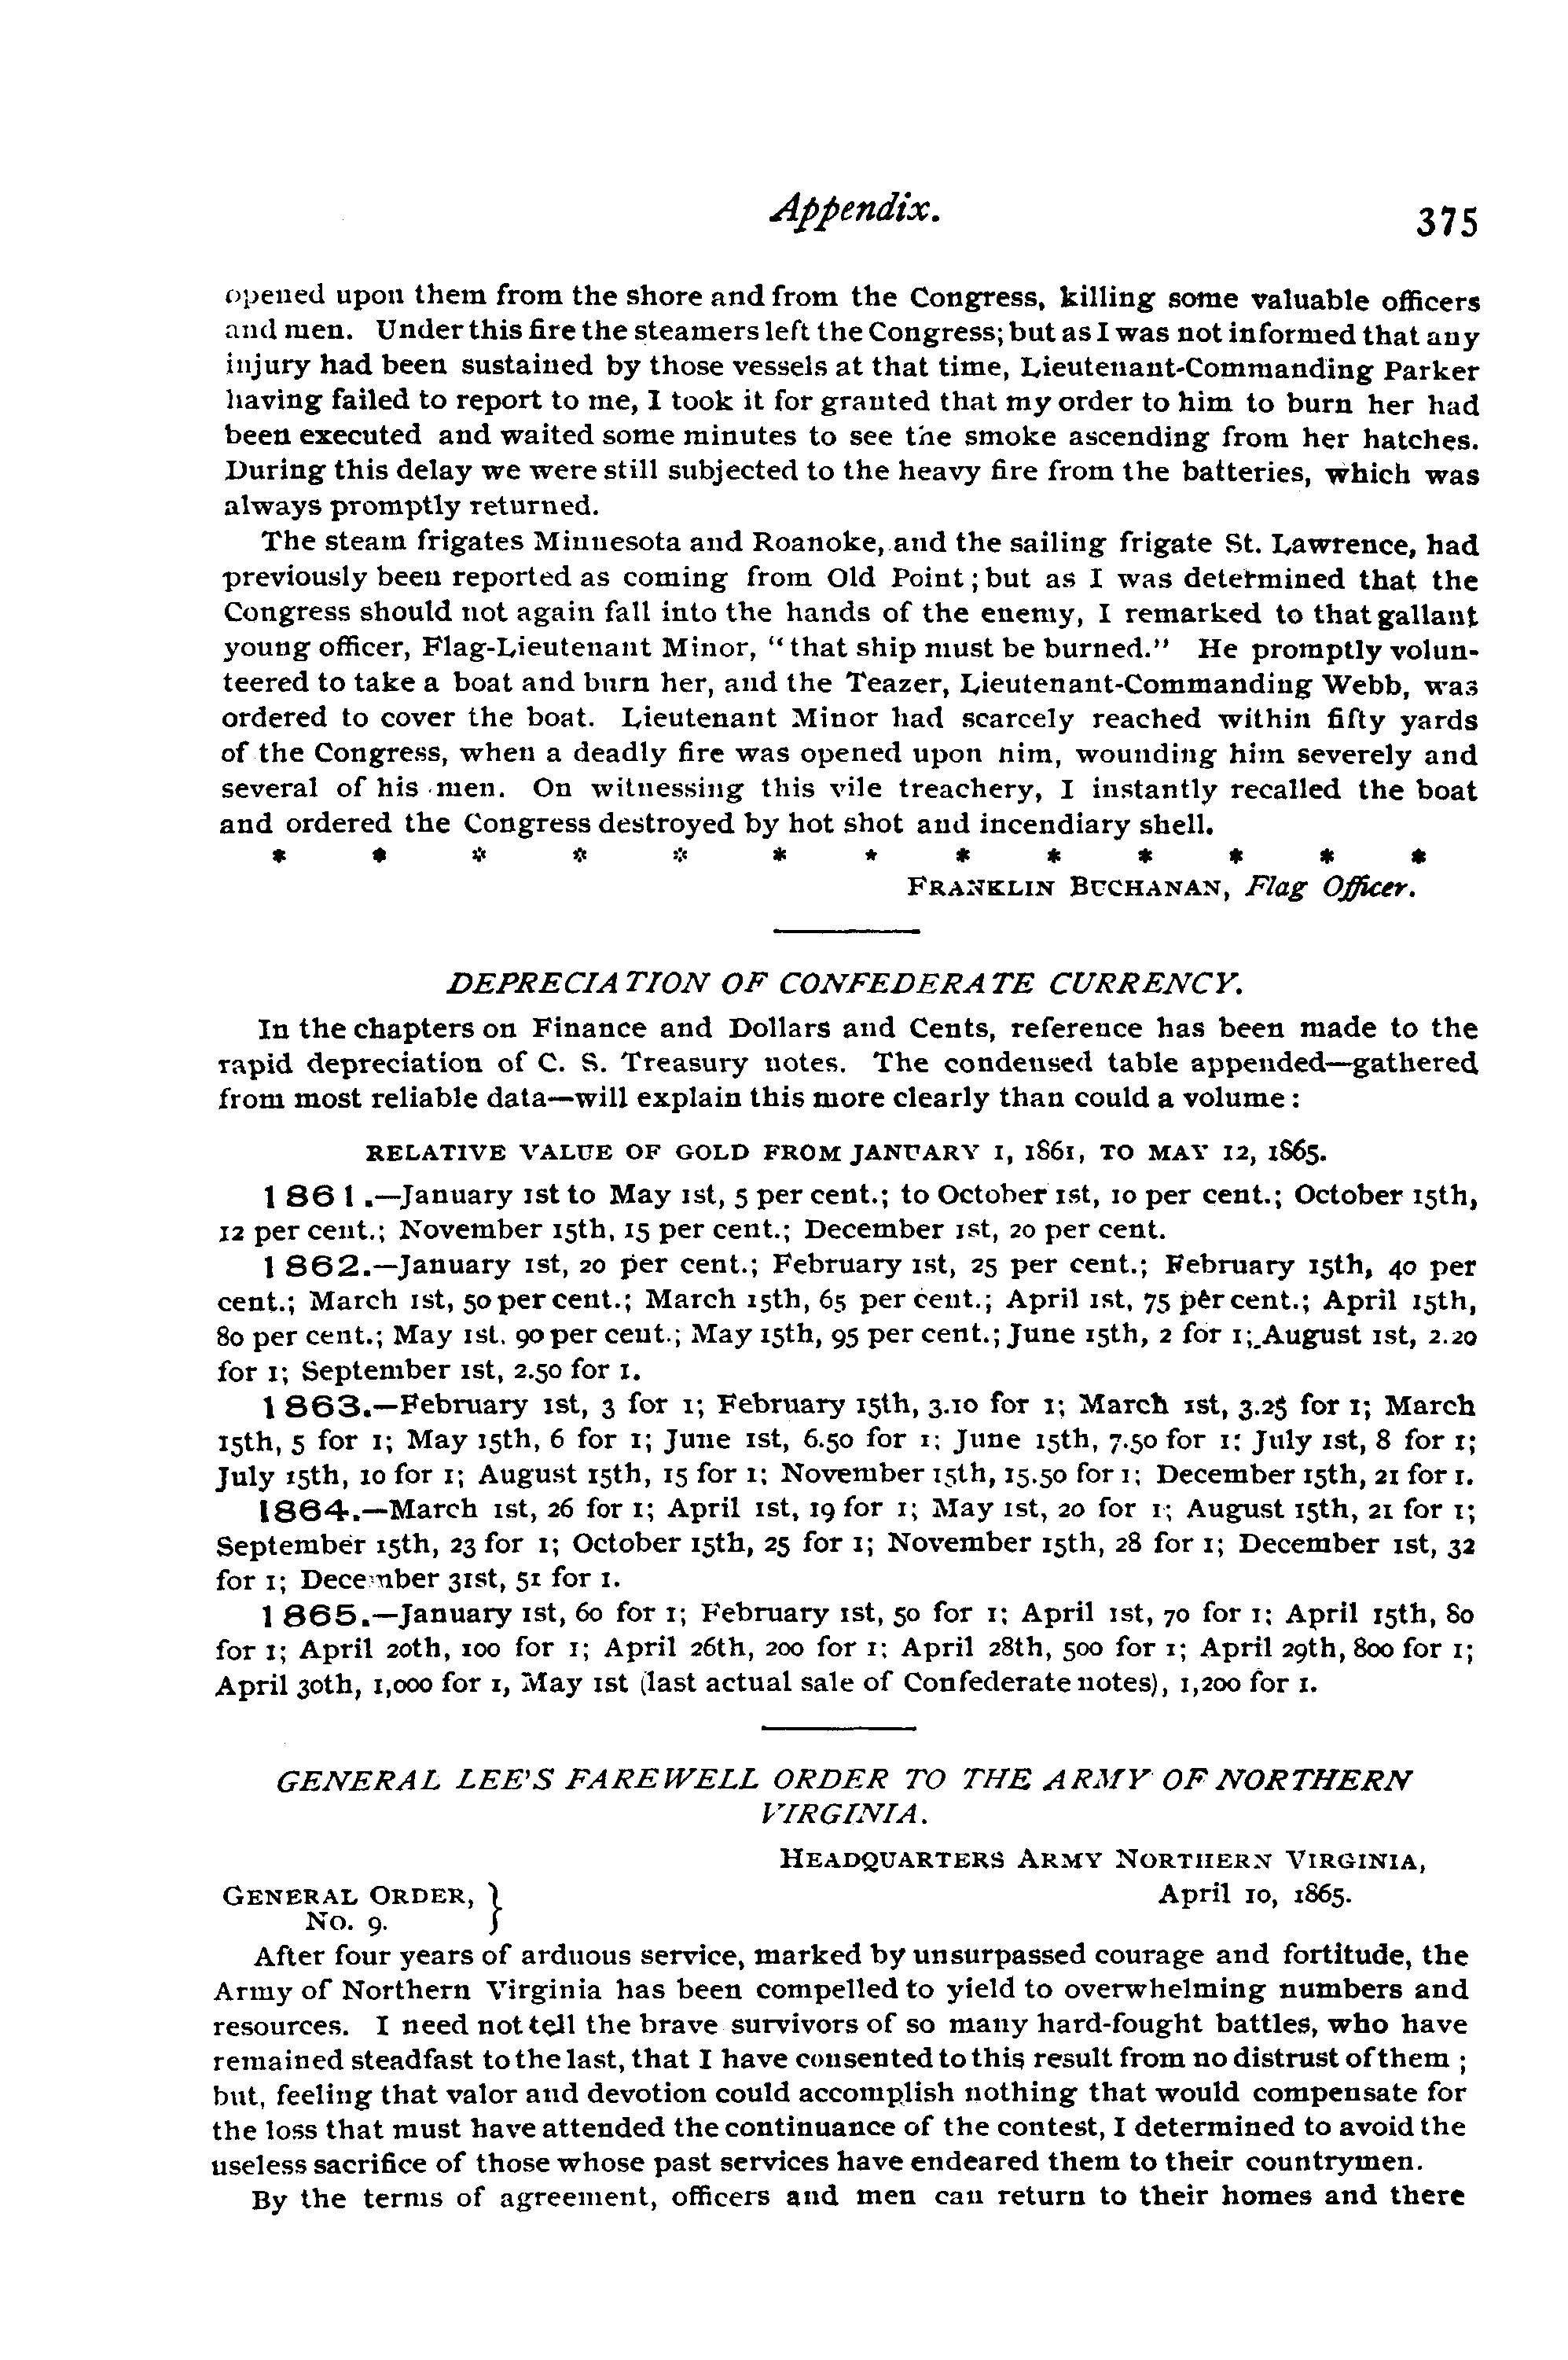 Appendix. 375
opened upon them from the shore and from the Congress, killing some valuable officers
and men. Under this fire the steamers left the Congress; but as I was not informed that any
injury had been sustained by those vessels at that time, Lieutenant-Commanding Parker
having failed to report to me, I took it for granted that my order to him to burn her had
been executed and waited some minutes to see the smoke ascending from her hatches.
During this delay we were still subjected to the heavy fire from the batteries, which was
always promptly returned.
The steam frigates Minnesota and Roanoke, and the sailing frigate St. Lawrence, had
previously been reported as coming from Old Point; but as I was determined that the
Congress should not again fall into the hands of the enemy, I remarked to that gallant
young officer, Flag-Lieutenant Minor, "that ship must be burned." He promptly volun-
teered to take a boat and burn her, and the Teazer, Lieutenant-Commanding Webb, was
ordered to cover the boat. Lieutenant Minor had scarcely reached within fifty yards
of the Congress, when a deadly fire was opened upon him, wounding him severely and
several of his men. On witnessing this vile treachery, I instantly recalled the boat
and ordered the Congress destroyed by hot shot and incendiary shell.
* * * * * * * * * * * * *
FRANKLIN BUCHANAN, Flag Officer.
DEPRECIATION OF CONFEDERATE CURRENCY.
In the chapters on Finance and Dollars and Cents, reference has been made to the
rapid depreciation of C. S. Treasury notes. The condensed table appended—gathered
from most reliable data—will explain this more clearly than could a volume:
RELATIVE VALUE OF GOLD FROM JANUARY 1, 1861, TO MAY 12, 1865.
1861.—January 1st to May 1st, 5 per cent.; to October 1st, 10 per cent.; October 15th,
12 per cent.; November 15th, 15 per cent.; December 1st, 20 per cent.
1862.—January 1st, 20 per cent.; February 1st, 25 per cent.; February 15th, 40 per
cent.; March 1st, 50 per cent.; March 15th, 65 per cent.; April 1st, 75 per cent.; April 15th,
80 per cent.; May 1st. 90 per cent.; May 15th, 95 per cent.; June 15th, 2 for 1; August 1st, 2.20
for 1; September 1st, 2.50 for 1.
1863.—February 1st, 3 for 1; February 15th, 3.10 for 1; March 1st, 3.25 for 1; March
15th, 5 for 1; May 15th, 6 for 1; June 1st, 6.50 for 1; June 15th, 7.50 for 1; July 1st, 8 for 1;
July 15th, 10 for 1; August 15th, 15 for 1; November 15th, 15.50 for 1; December 15th, 21 for 1.
1864.—March 1st, 26 for 1; April 1st, 19 for 1; May 1st, 20 for 1; August 15th, 21 for 1;
September 15th, 23 for 1; October 15th, 25 for 1; November 15th, 28 for 1; December 1st, 32
for 1; December 31st, 51 for 1.
1865.—January 1st, 60 for 1; February 1st, 50 for 1; April 1st, 70 for 1; April 15th, 80
for 1; April 20th, 100 for 1; April 26th, 200 for 1; April 28th, 500 for 1; April 29th, 800 for 1;
April 30th, 1,000 for 1, May 1st (last actual sale of Confederate notes), 1,200 for 1.
GENERAL LEE'S FAREWELL ORDER TO THE ARMY OF NORTHERN
VIRGINIA.
HEADQUARTERS ARMY NORTHERN VIRGINIA,
GENERAL ORDER, } April 10, 1865.
No. 9.
After four years of arduous service, marked by unsurpassed courage and fortitude, the
Army of Northern Virginia has been compelled to yield to overwhelming numbers and
resources. I need not tell the brave survivors of so many hard-fought battles, who have
remained steadfast to the last, that I have consented to this result from no distrust of them;
but, feeling that valor and devotion could accomplish nothing that would compensate for
the loss that must have attended the continuance of the contest, I determined to avoid the
useless sacrifice of those whose past services have endeared them to their countrymen.
By the terms of agreement, officers and men can return to their homes and there